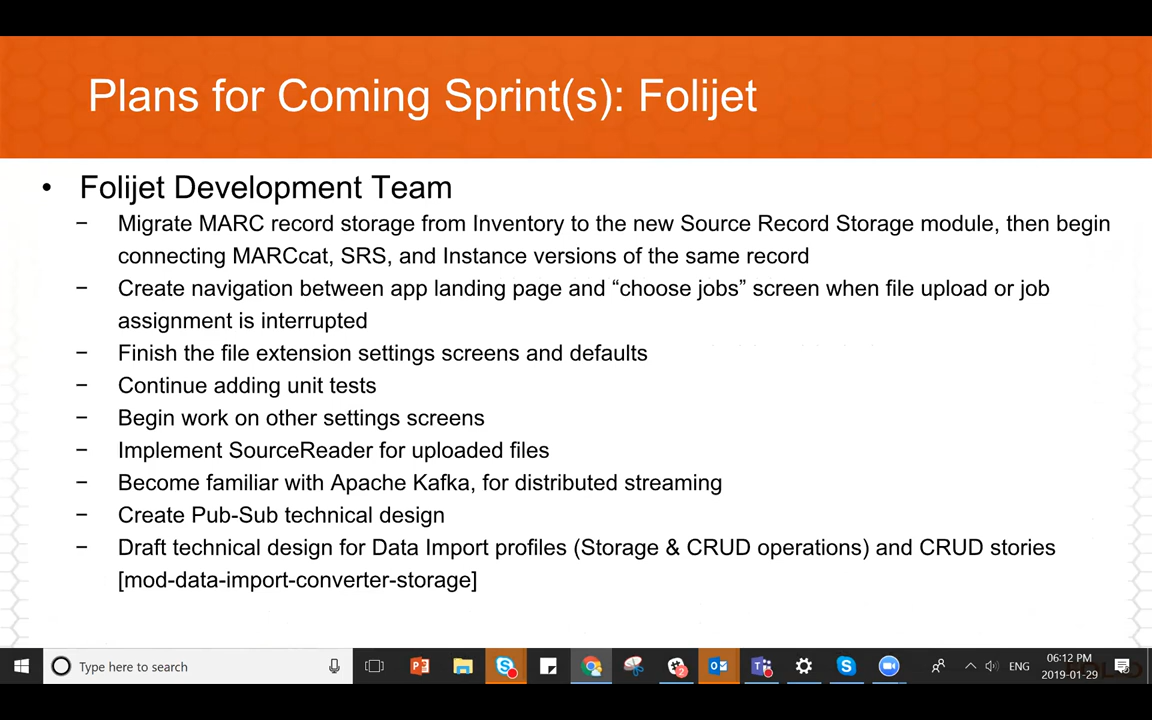 Plans for Coming Sprint(s): Folijet
• Folijet Development Team
– Migrate MARC record storage from Inventory to the new Source Record Storage module, then begin
connecting MARCcat, SRS, and Instance versions of the same record
– Create navigation between app landing page and “choose jobs” screen when file upload or job
assignment is interrupted
– Finish the file extension settings screens and defaults
– Continue adding unit tests
– Begin work on other settings screens
– Implement SourceReader for uploaded files
– Become familiar with Apache Kafka, for distributed streaming
– Create Pub-Sub technical design
– Draft technical design for Data Import profiles (Storage & CRUD operations) and CRUD stories
[mod-data-import-converter-storage]
Type here to search
ENG
06:12 PM
2019-01-29